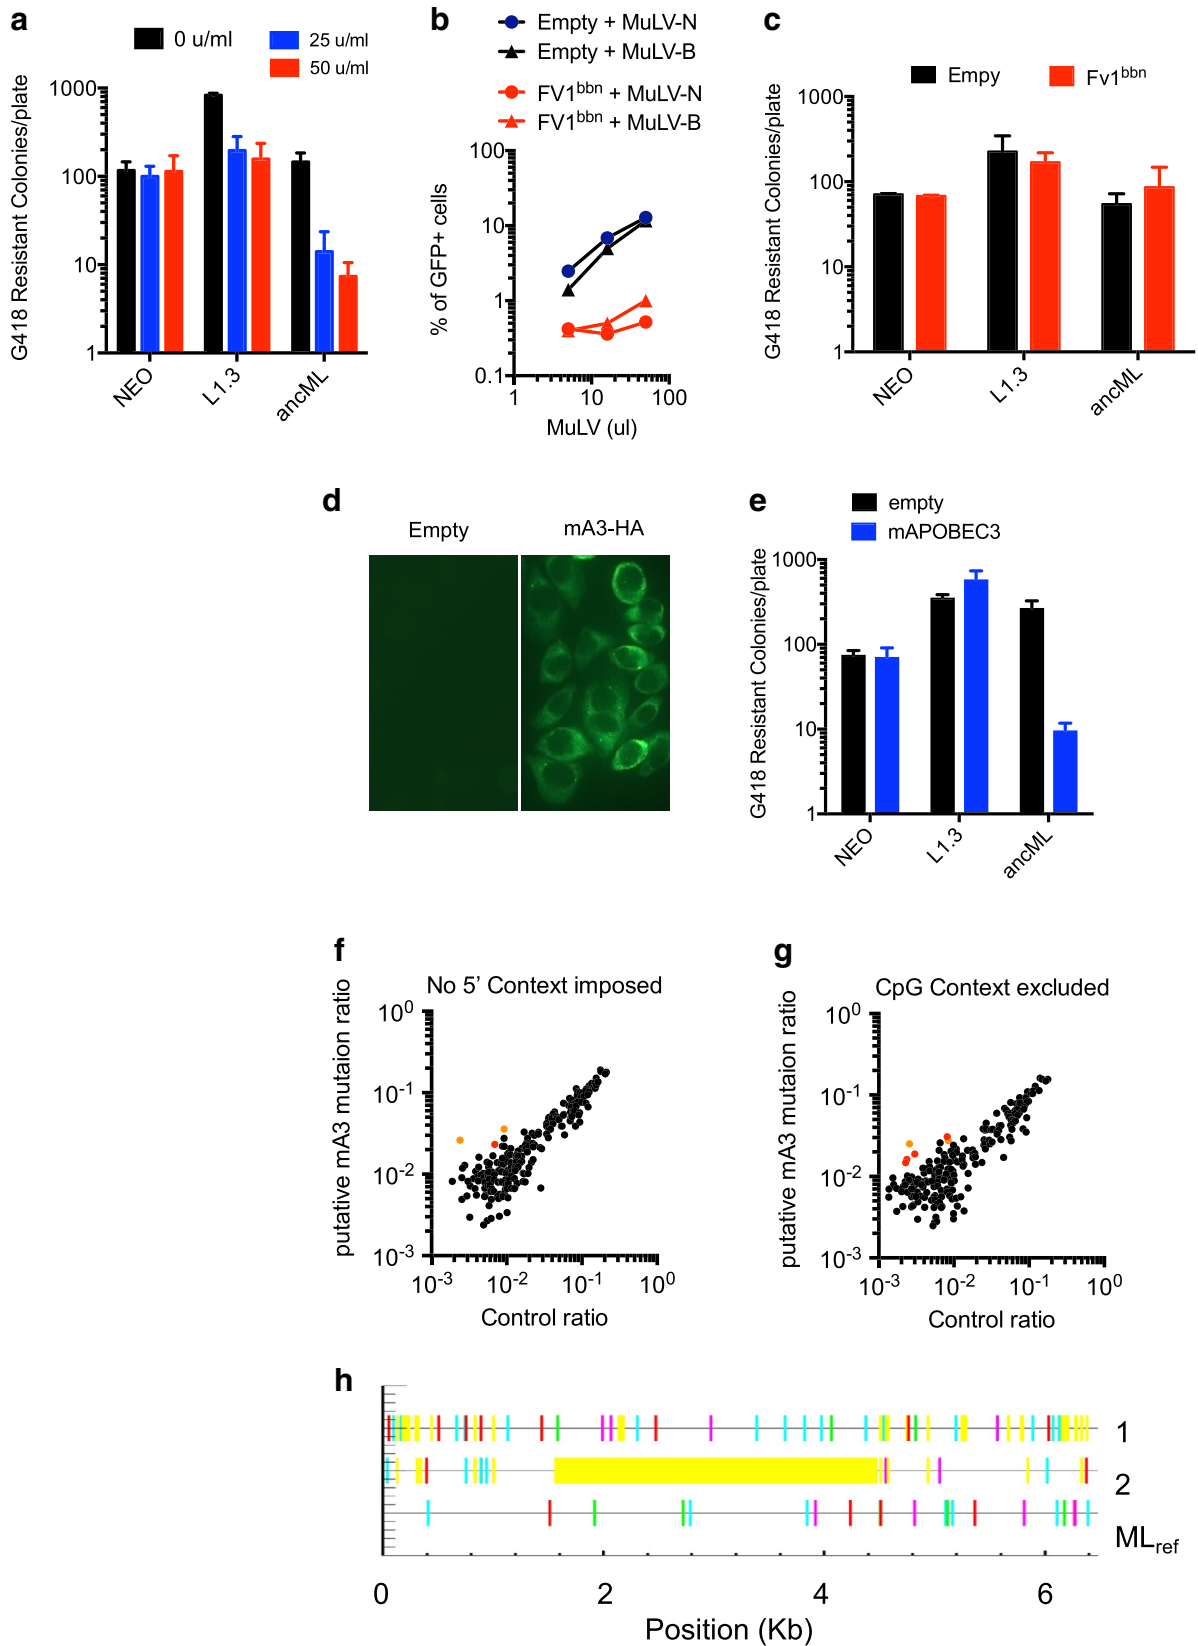 a
0 u/ml
25 u/ml
50 u/ml
G418 Resistant Colonies/plate
1000
100
10
1
NEO
L1.3
ancML
b
Empty + MuLV-N
Empty + MuLV-B
FV1bbn + MuLV-N
FV1bbn + MuLV-B
% of GFP+ cells
100
10
1
0.1
1
10
100
MuLV (ul)
c
Empy
Fv1bbn
G418 Resistant Colonies/plate
1000
100
10
1
NEO
L1.3
ancML
d
Empty
mA3-HA
e
empty
mAPOBEC3
G418 Resistant Colonies/plate
1000
100
10
1
NEO
L1.3
ancML
f
No 5’ Context imposed
putative mA3 mutaion ratio
10^0
10^-1
10^-2
10^-3
10^-3
10^-2
10^-1
10^0
Control ratio
g
CpG Context excluded
putative mA3 mutaion ratio
10^0
10^-1
10^-2
10^-3
10^-3
10^-2
10^-1
10^0
Control ratio
h
1
2
MLref
0
2
4
6
Position (Kb)